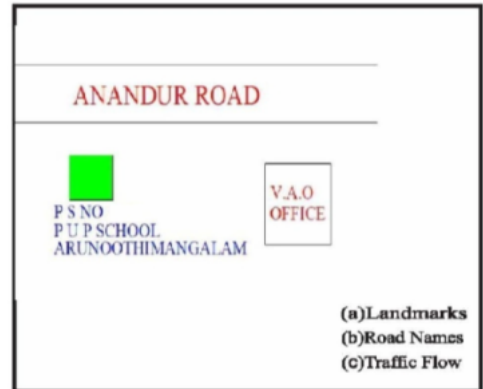 ANANDUR ROAD
P S NO
P U P SCHOOL
ARUNOOTHIMANGALAM
V.A.O
OFFICE
(a)Landmarks
(b)Road Names
(c)Traffic Flow